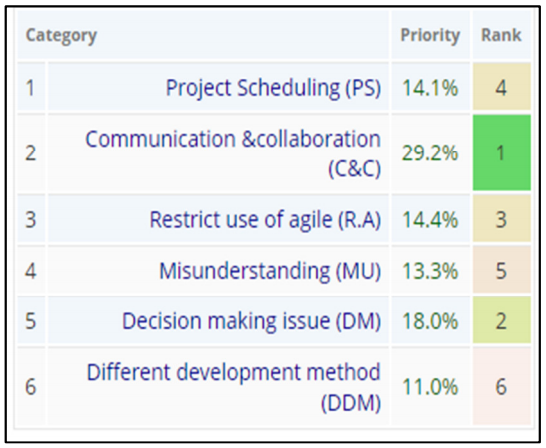 Category Priority Rank
1 Project Scheduling (PS) 14.1% 4
2 Communication &collaboration (C&C) 29.2% 1
3 Restrict use of agile (R.A) 14.4% 3
4 Misunderstanding (MU) 13.3% 5
5 Decision making issue (DM) 18.0% 2
6 Different development method (DDM) 11.0% 6